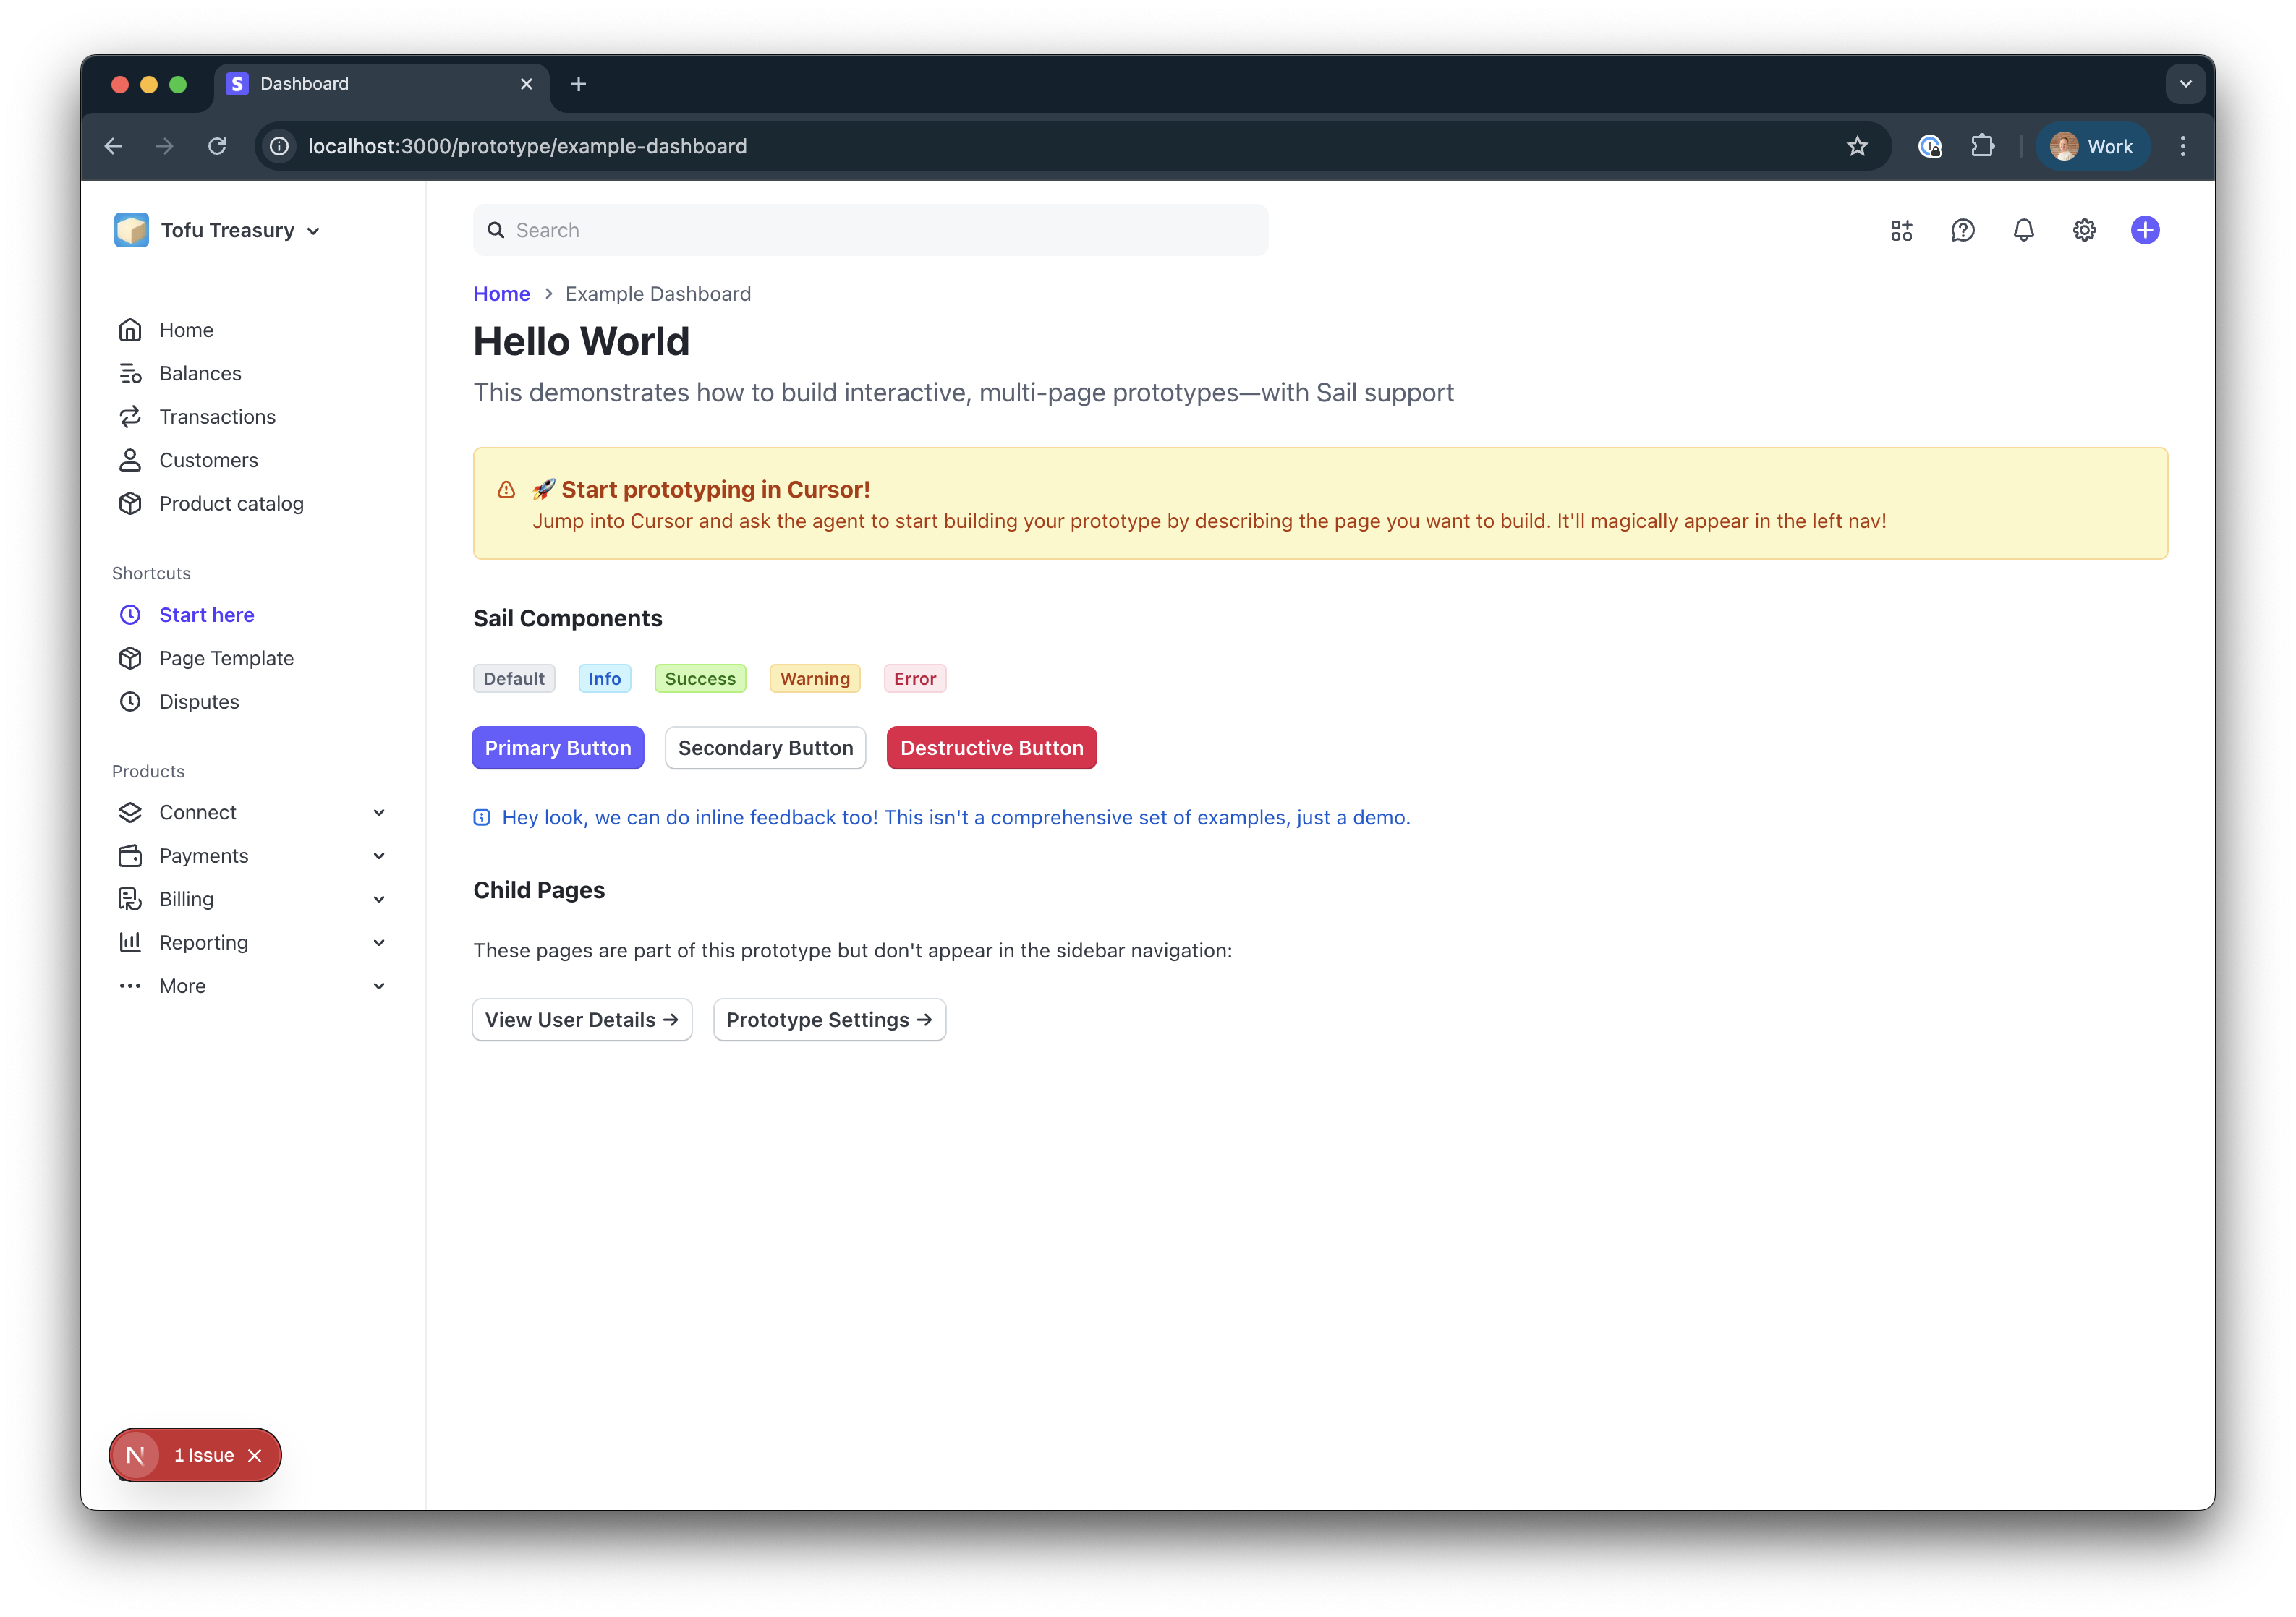 Dashboard
localhost:3000/prototype/example-dashboard
Work
Tofu Treasury
Search
Home
Balances
Transactions
Customers
Product catalog
Shortcuts
Start here
Page Template
Disputes
Products
Connect
Payments
Billing
Reporting
More
1 Issue
Home > Example Dashboard
Hello World
This demonstrates how to build interactive, multi-page prototypes—with Sail support
🚀 Start prototyping in Cursor!
Jump into Cursor and ask the agent to start building your prototype by describing the page you want to build. It'll magically appear in the left nav!
Sail Components
Default Info Success Warning Error
Primary Button Secondary Button Destructive Button
Hey look, we can do inline feedback too! This isn't a comprehensive set of examples, just a demo.
Child Pages
These pages are part of this prototype but don't appear in the sidebar navigation:
View User Details → Prototype Settings →